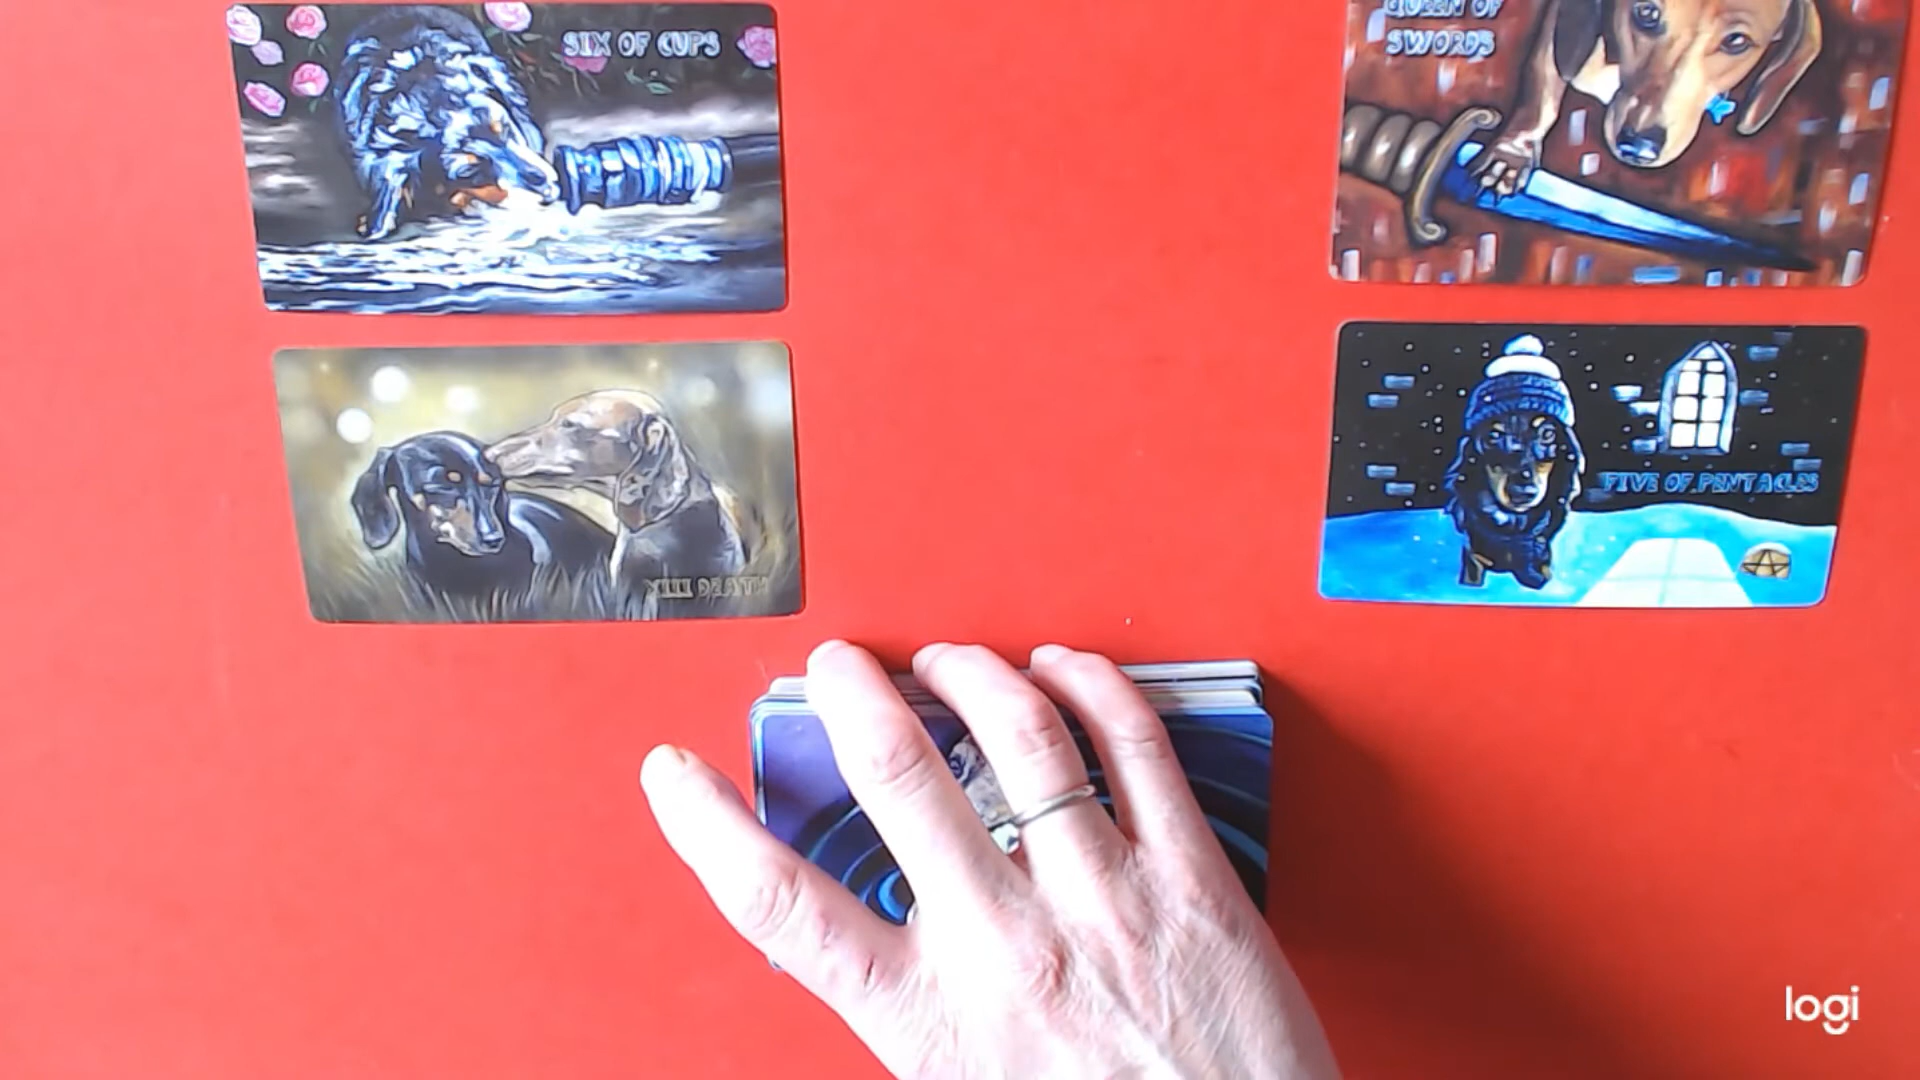 SIX OF CUPS
QUEEN OF
SWORDS
XIII DEATH
FIVE OF PENTACLES
logi